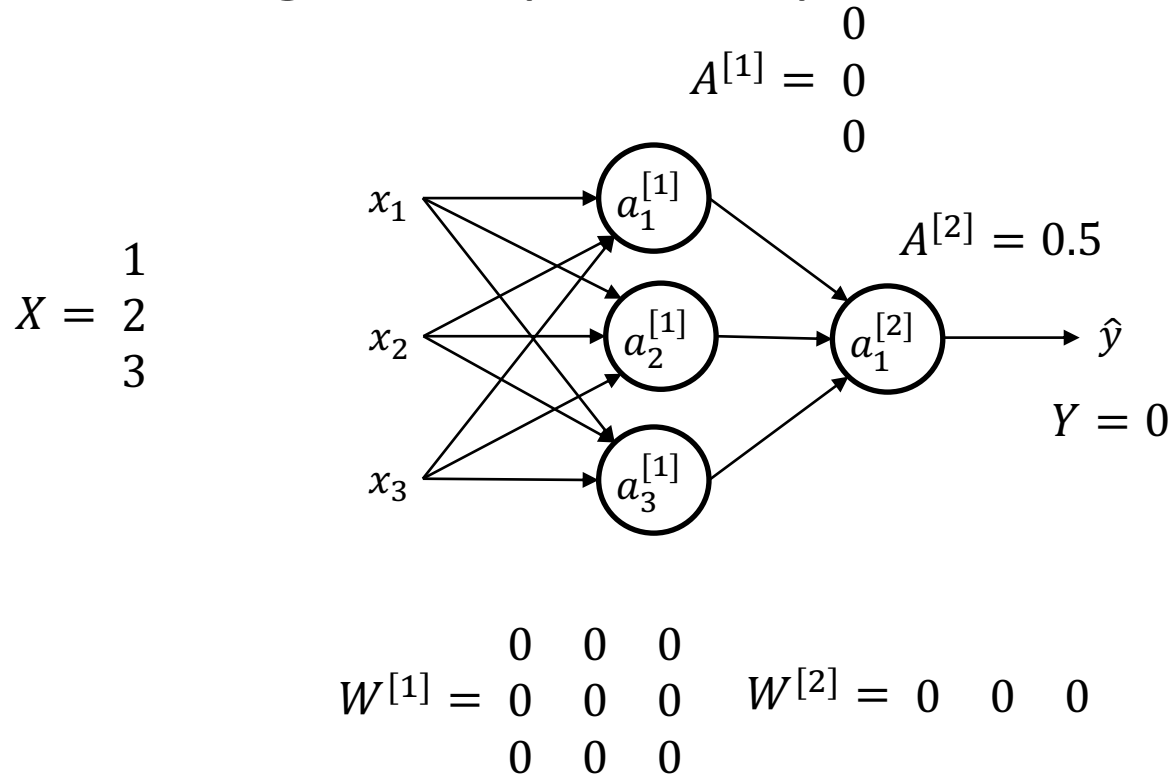 A^{[1]} = 0 0 0
x_1
a_1^{[1]}
A^{[2]} = 0.5
X = 1 2 3
x_2
a_2^{[1]}
a_1^{[2]}
ŷ
Y = 0
x_3
a_3^{[1]}
W^{[1]} = 0 0 0
0 0 0
0 0 0
W^{[2]} = 0 0 0